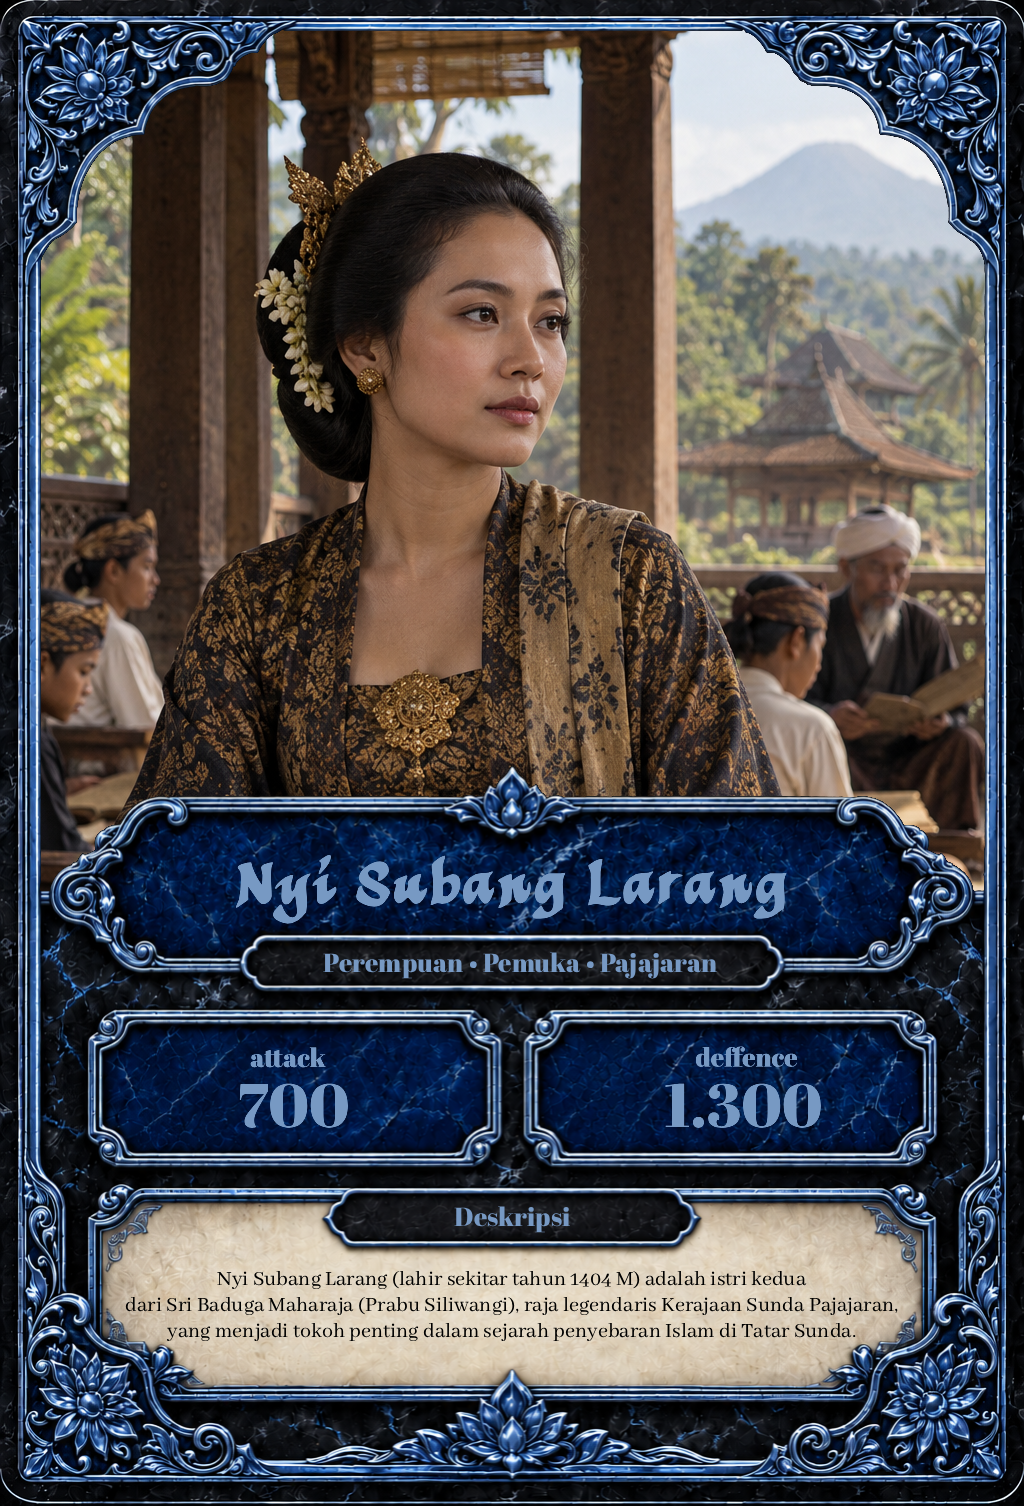 Nyi Subang Larang
Perempuan • Pemuka • Pajajaran
attack
700
deffence
1.300
Deskripsi
Nyi Subang Larang (lahir sekitar tahun 1404 M) adalah istri kedua
dari Sri Baduga Maharaja (Prabu Siliwangi), raja legendaris Kerajaan Sunda Pajajaran,
yang menjadi tokoh penting dalam sejarah penyebaran Islam di Tatar Sunda.